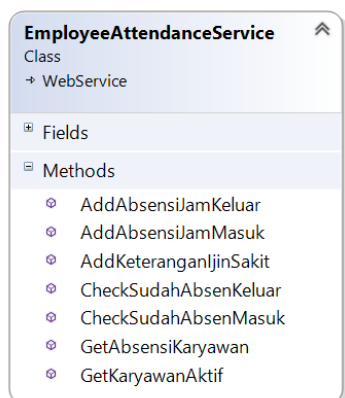 EmployeeAttendanceService
Class
WebService
Fields
Methods
AddAbsensiJamKeluar
AddAbsensiJamMasuk
AddKeteranganIjinSakit
CheckSudahAbsenKeluar
CheckSudahAbsenMasuk
GetAbsensiKaryawan
GetKaryawanAktif